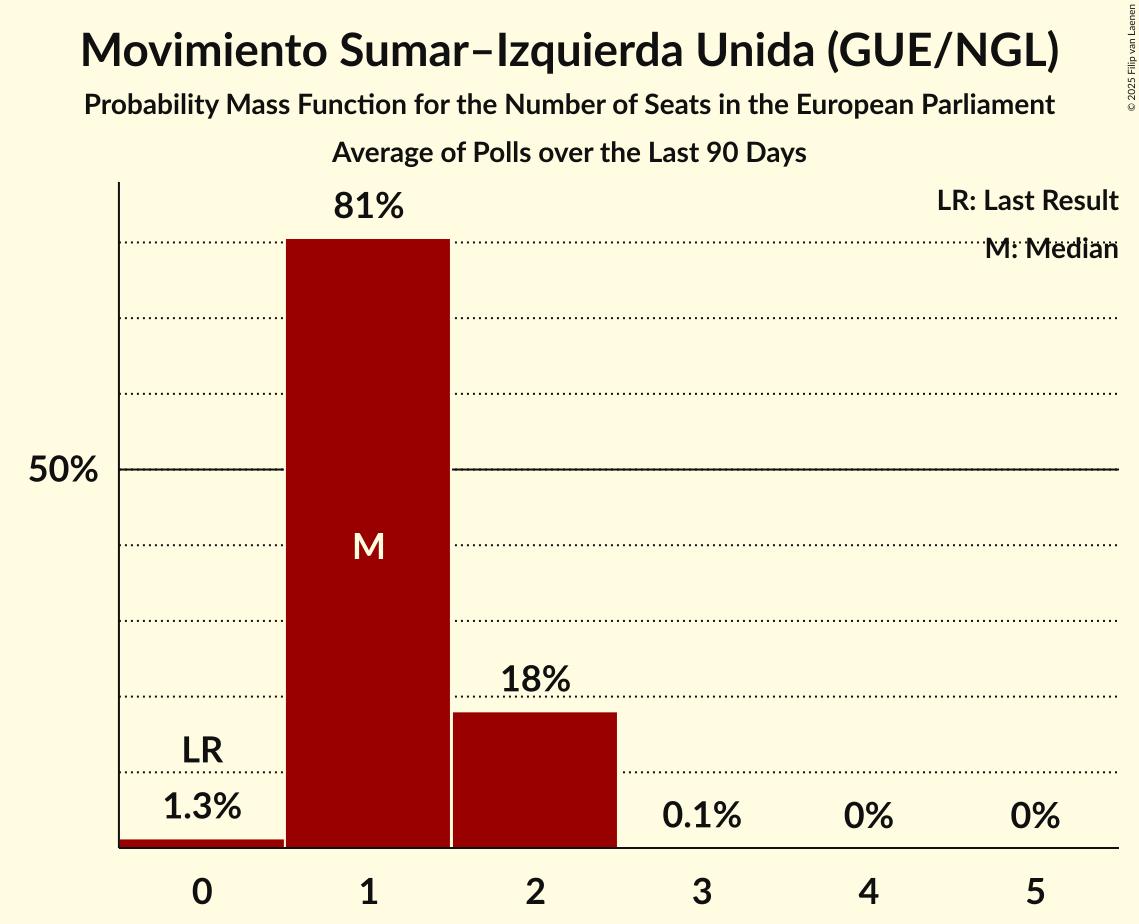 Movimiento Sumar–Izquierda Unida (GUE/NGL)
Probability Mass Function for the Number of Seats in the European Parliament
Average of Polls over the Last 90 Days
© 2025 Filip van Laenen
LR: Last Result
M: Median
81%
50%
M
18%
LR
1.3%
0.1%
0%
0%
0 1 2 3 4 5